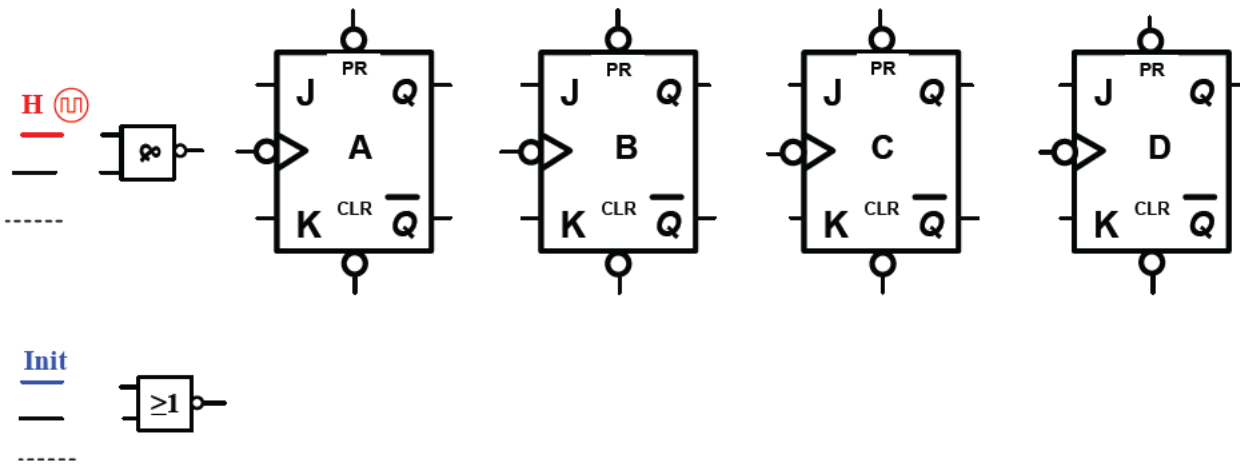 PR PR PR PR
H J Q J Q J Q J Q
& A B C D
K CLR Q̅ K CLR Q̅ K CLR Q̅ K CLR Q̅
Init
≥1